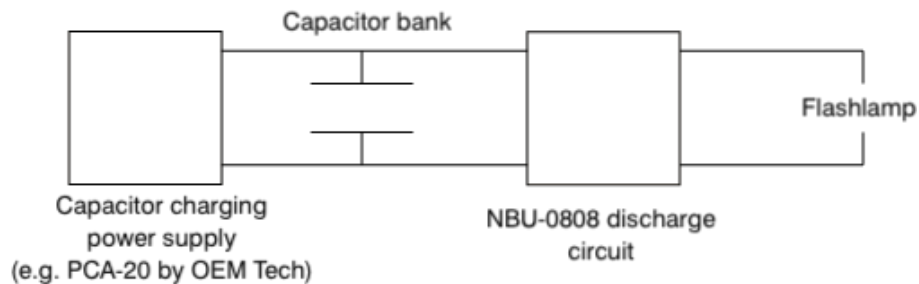 Capacitor bank
Flashlamp
Capacitor charging
power supply
(e.g. PCA-20 by OEM Tech)
NBU-0808 discharge
circuit